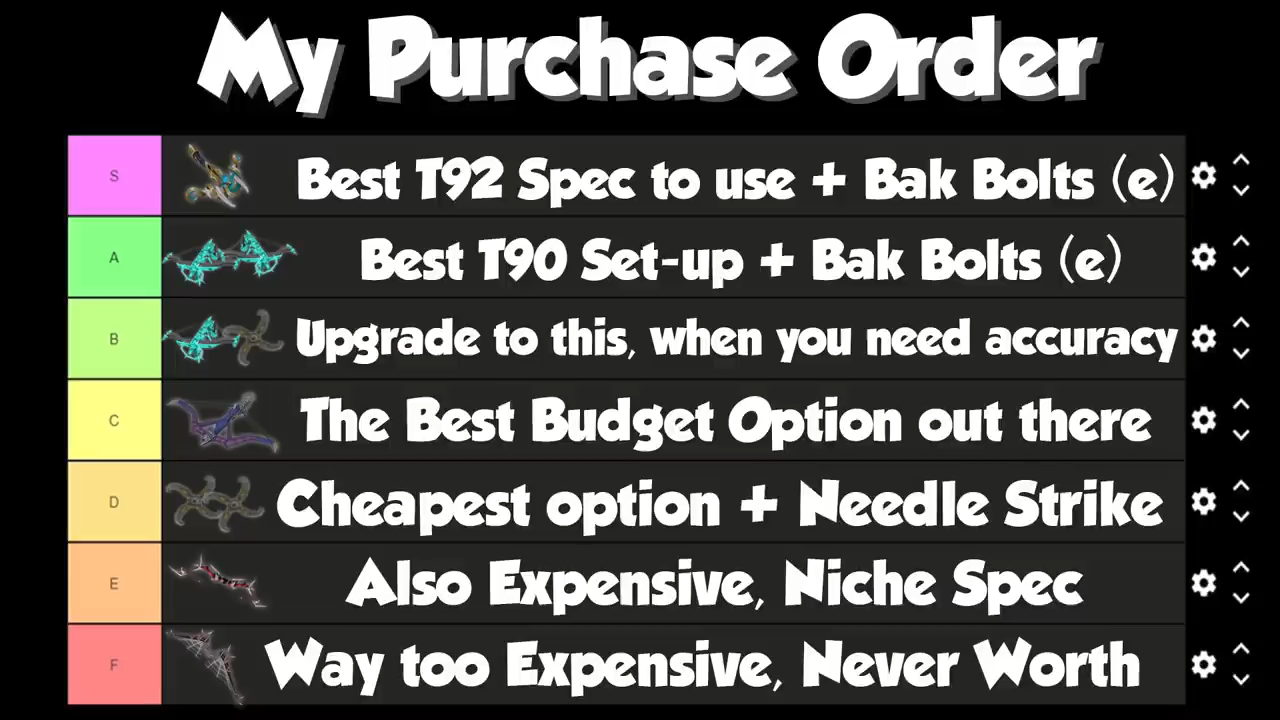 My Purchase Order
S Best T92 Spec to use + Bak Bolts (e)
A Best T90 Set-up + Bak Bolts (e)
B Upgrade to this, when you need accuracy
C The Best Budget Option out there
D Cheapest option + Needle Strike
E Also Expensive, Niche Spec
F Way too Expensive, Never Worth